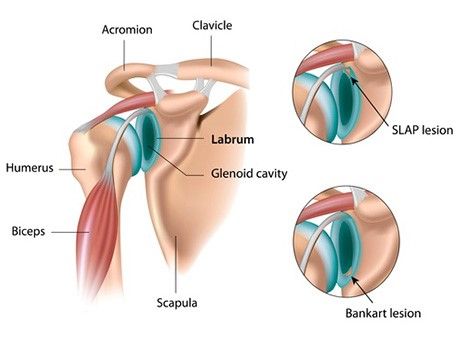 Acromion
Clavicle
Labrum
Glenoid cavity
Humerus
Biceps
Scapula
SLAP lesion
Bankart lesion